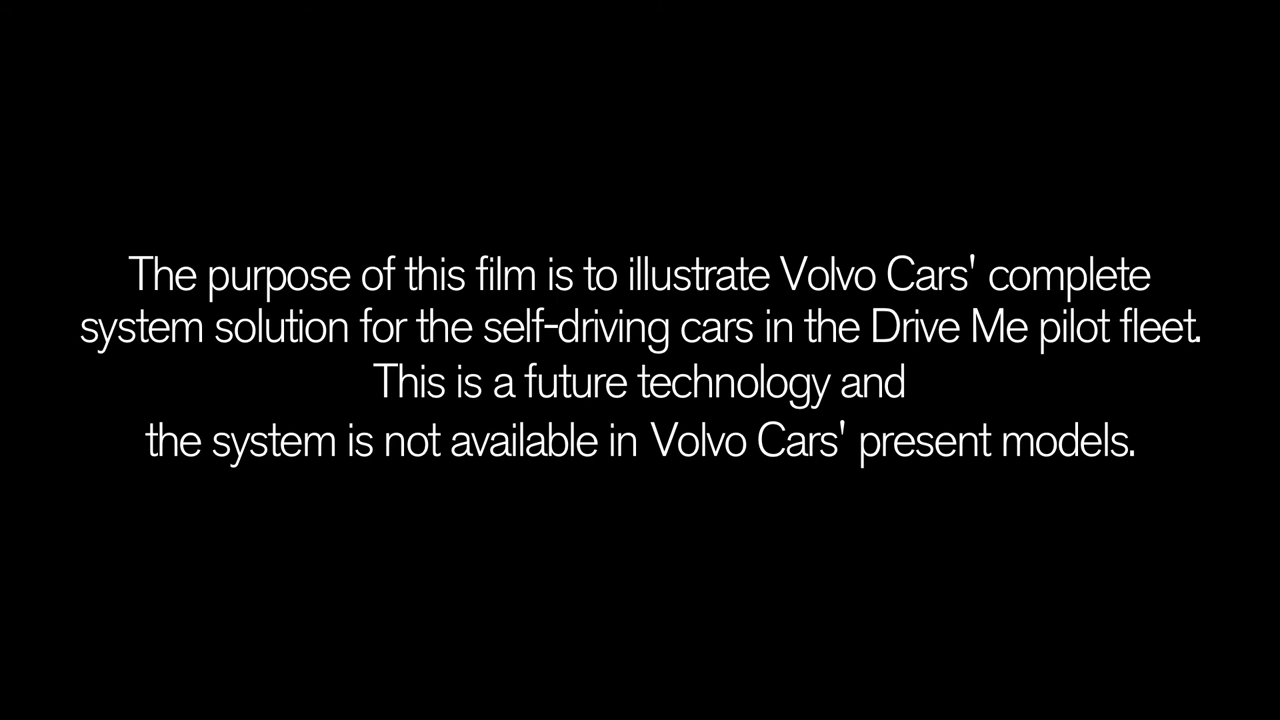 The purpose of this film is to illustrate Volvo Cars' complete
system solution for the self-driving cars in the Drive Me pilot fleet.
This is a future technology and
the system is not available in Volvo Cars' present models.